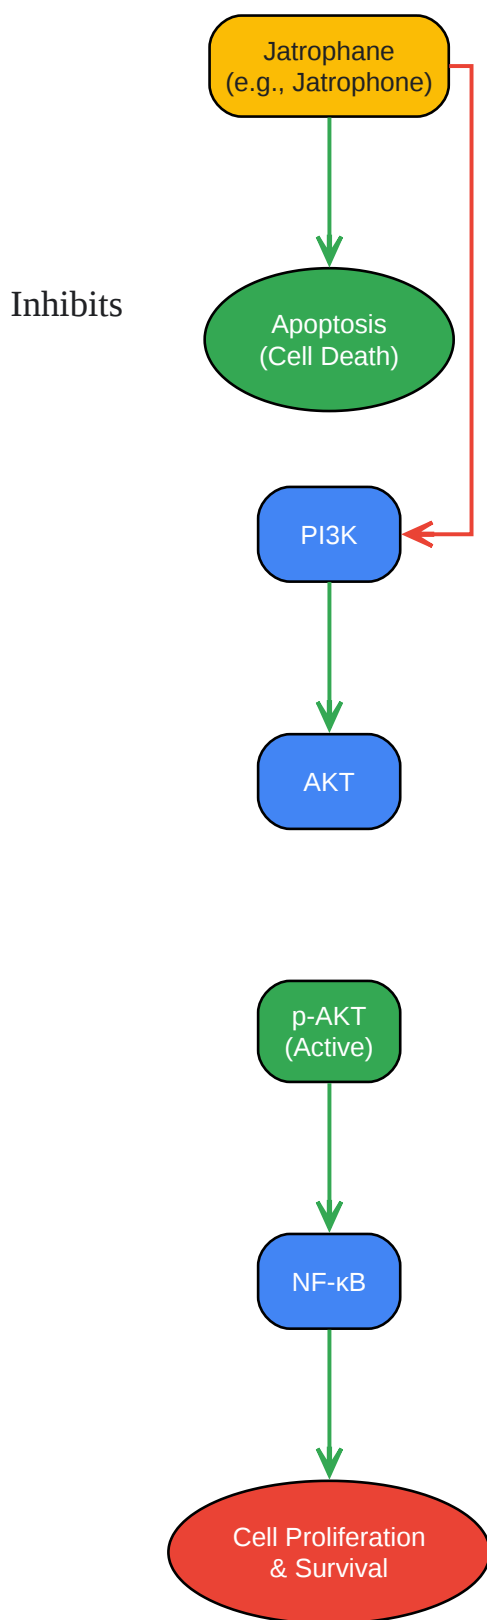 Jatrophane
(e.g., Jatrophone)
Inhibits
Apoptosis
(Cell Death)
PI3K
AKT
p-AKT
(Active)
NF-κB
Cell Proliferation
& Survival